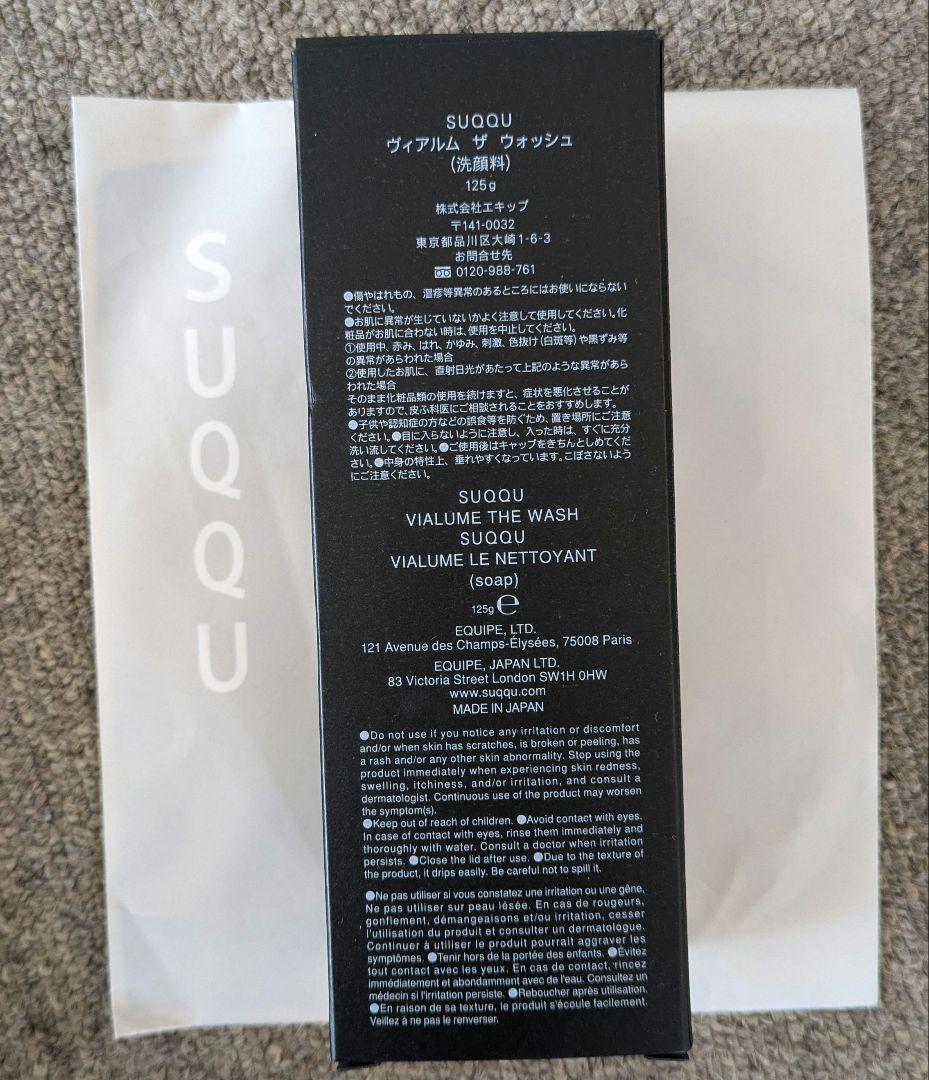 SUQQU
SUQQU
ヴィアルム ザ ウォッシュ
(洗顔料)
125g
株式会社エキップ
〒141-0032
東京都品川区大崎1-6-3
お問合せ先
0120-988-761
●傷やはれもの、湿疹等異常のあるところにはお使いにならない
でください。
●お肌に異常が生じていないかよく注意して使用してください。化
粧品がお肌に合わない時は、使用を中止してください。
①使用中、赤み、はれ、かゆみ、刺激、色抜け(白斑等)や黒ずみ等
の異常があらわれた場合
②使用したお肌に、直射日光があたって上記のような異常があら
われた場合
そのまま化粧品類の使用を続けますと、症状を悪化させることが
ありますので、皮ふ科医にご相談されることをおすすめします。
●子供や認知症の方などの誤食等を防ぐため、置き場所にご注意
ください。●目に入らないように注意し、入った時は、すぐに充分
洗い流してください。●ご使用後はキャップをきちんとしめてくだ
さい。●中身の特性上、垂れやすくなっています。こぼさないよう
にご注意ください。
SUQQU
VIALUME THE WASH
SUQQU
VIALUME LE NETTOYANT
(soap)
125g ℮
EQUIPE, LTD.
121 Avenue des Champs-Élysées, 75008 Paris
EQUIPE, JAPAN LTD.
83 Victoria Street London SW1H 0HW
www.suqqu.com
MADE IN JAPAN
●Do not use if you notice any irritation or discomfort
and/or when skin has scratches, is broken or peeling, has
a rash and/or any other skin abnormality. Stop using the
product immediately when experiencing skin redness,
swelling, itchiness, and/or irritation, and consult a
dermatologist. Continuous use of the product may worsen
the symptom(s).
●Keep out of reach of children. ●Avoid contact with eyes.
In case of contact with eyes, rinse them immediately and
thoroughly with water. Consult a doctor when irritation
persists. ●Close the lid after use. ●Due to the texture of
the product, it drips easily. Be careful not to spill it.
●Ne pas utiliser si vous constatez une irritation ou une gêne,
Ne pas utiliser sur peau lésée. En cas de rougeurs,
gonflement, démangeaisons et/ou irritation, cesser
l'utilisation du produit et consulter un dermatologue.
Continuer à utiliser le produit pourrait aggraver les
symptômes. ●Tenir hors de la portée des enfants. ●Évitez
tout contact avec les yeux. En cas de contact, rincez
immédiatement et abondamment avec de l'eau. Consultez un
médecin si l'irritation persiste. ●Reboucher après utilisation.
●En raison de sa texture, le produit s'écoule facilement.
Veillez à ne pas le renverser.